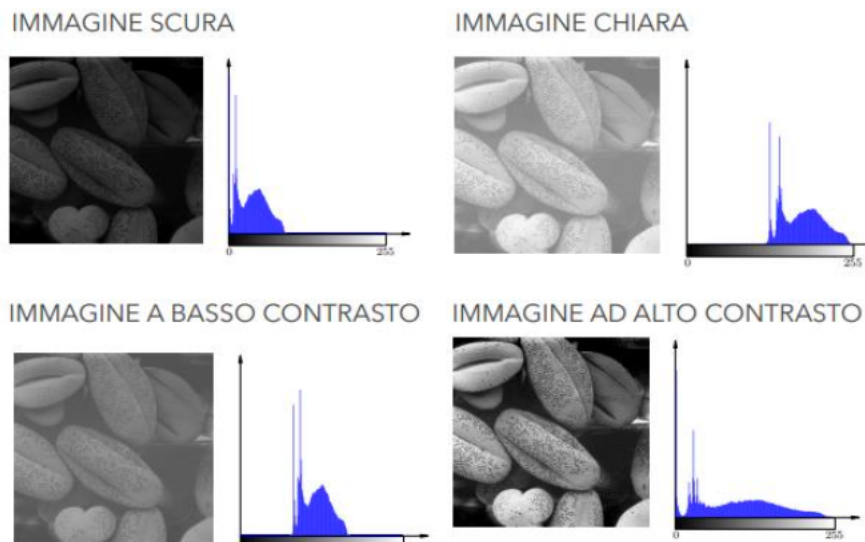 IMMAGINE SCURA
IMMAGINE CHIARA
0
255
0
255
IMMAGINE A BASSO CONTRASTO
IMMAGINE AD ALTO CONTRASTO
0
255